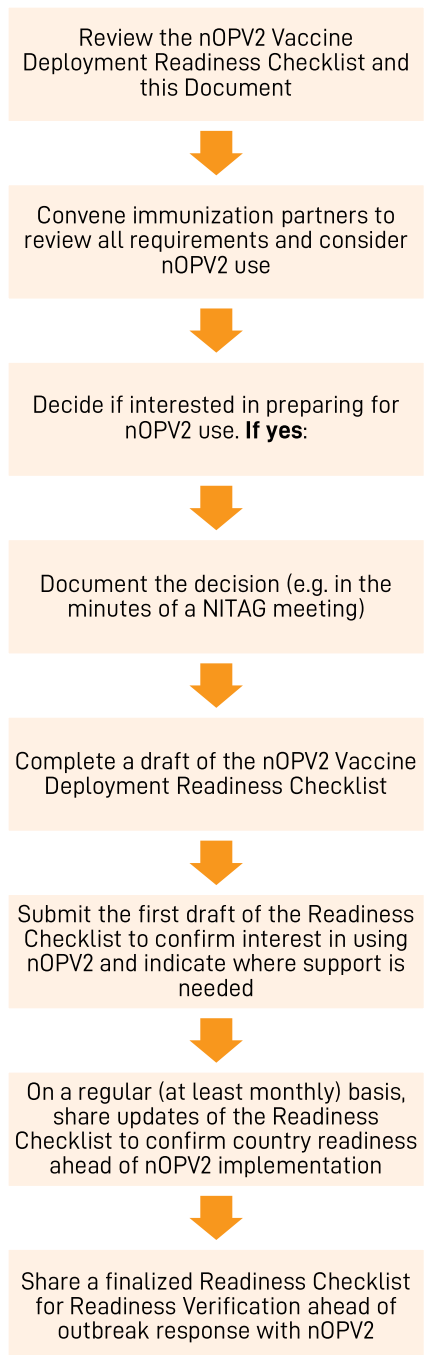 Review the nOPV2 Vaccine
Deployment Readiness Checklist and
this Document
Convene immunization partners to
review all requirements and consider
nOPV2 use
Decide if interested in preparing for
nOPV2 use. If yes:
Document the decision (e.g. in the
minutes of a NITAG meeting)
Complete a draft of the nOPV2 Vaccine
Deployment Readiness Checklist
Submit the first draft of the Readiness
Checklist to confirm interest in using
nOPV2 and indicate where support is
needed
On a regular (at least monthly) basis,
share updates of the Readiness
Checklist to confirm country readiness
ahead of nOPV2 implementation
Share a finalized Readiness Checklist
for Readiness Verification ahead of
outbreak response with nOPV2